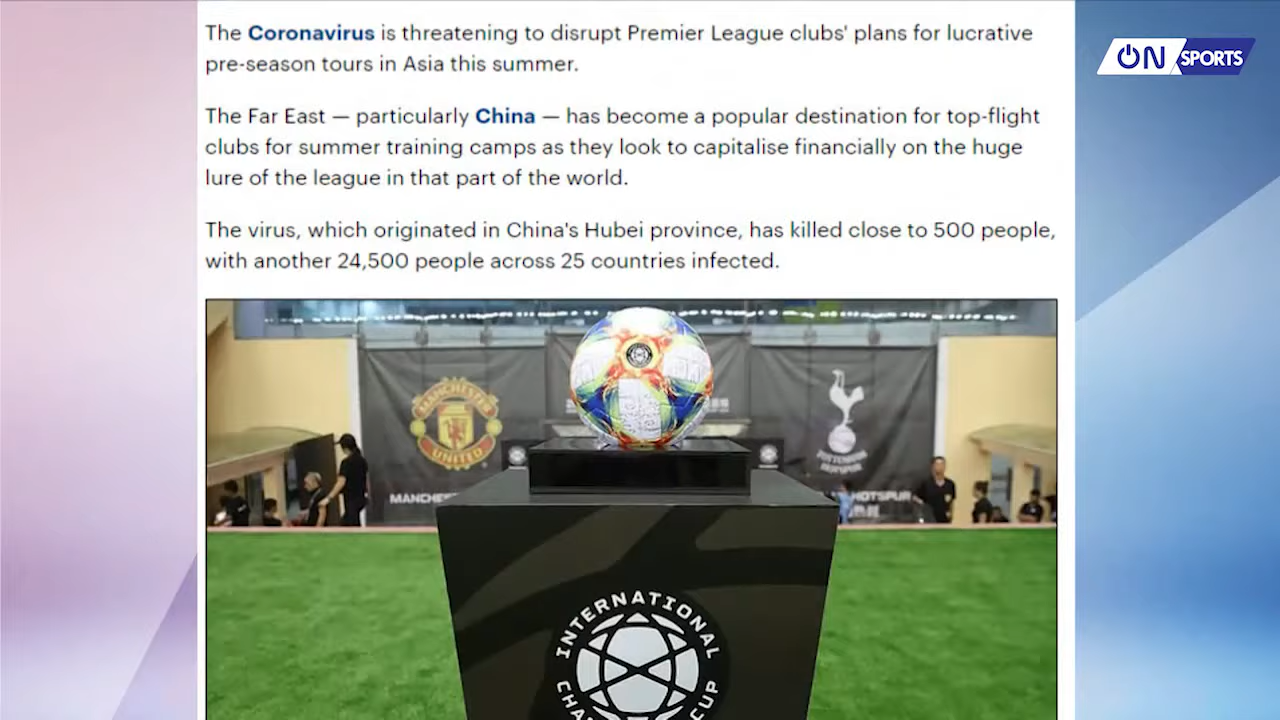 The Coronavirus is threatening to disrupt Premier League clubs' plans for lucrative
pre-season tours in Asia this summer.
ON SPORTS
The Far East — particularly China — has become a popular destination for top-flight
clubs for summer training camps as they look to capitalise financially on the huge
lure of the league in that part of the world.
The virus, which originated in China's Hubei province, has killed close to 500 people,
with another 24,500 people across 25 countries infected.
MANCHESTER
UNITED
TOTTENHAM
HOTSPUR
MANCHE
HOTSPUR
INTERNATIONAL
CHA
CUP